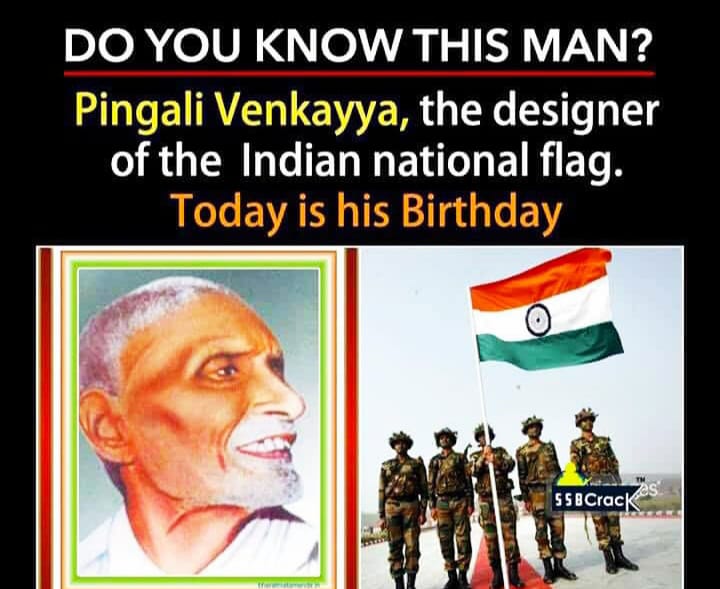 DO YOU KNOW THIS MAN?
Pingali Venkayya, the designer
of the Indian national flag.
Today is his Birthday
SSBCrack
TM